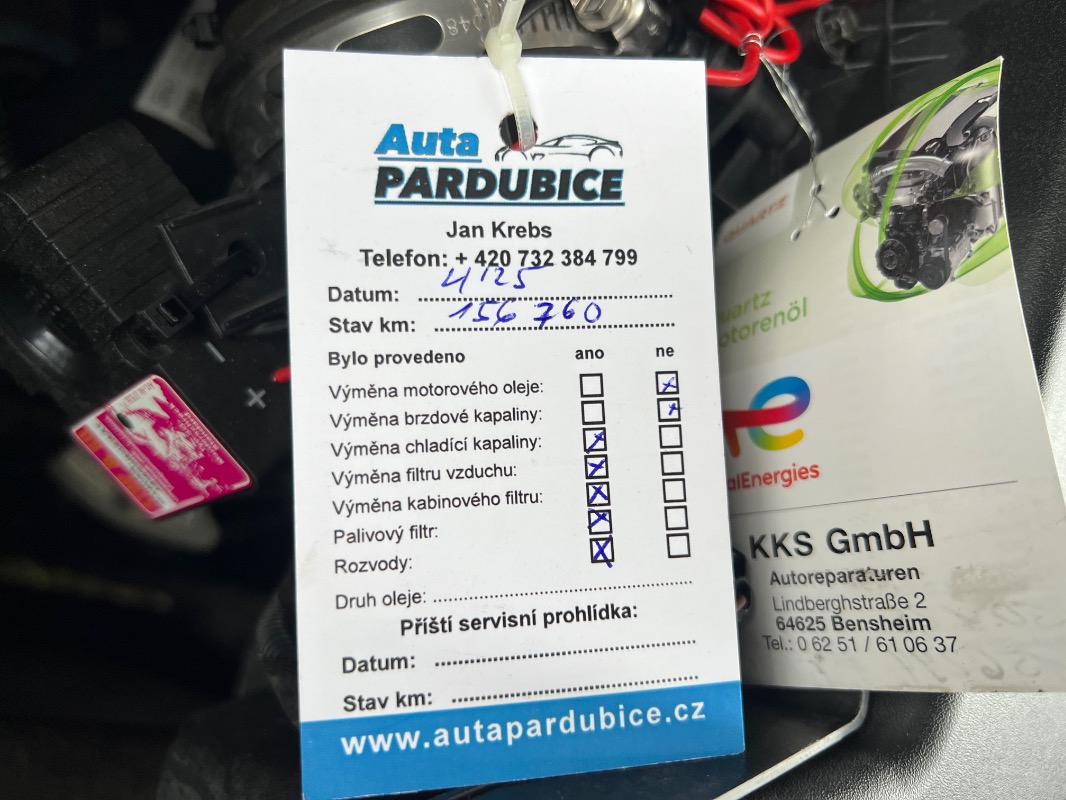 Auta
PARDUBICE
Jan Krebs
Telefon: + 420 732 384 799
Datum: 4 / 25
Stav km: 156 760
Bylo provedeno ano ne
Výměna motorového oleje:
Výměna brzdové kapaliny:
Výměna chladící kapaliny:
Výměna filtru vzduchu:
Výměna kabinového filtru:
Palivový filtr:
Rozvody:
Druh oleje:
Příští servisní prohlídka:
Datum:
Stav km:
www.autapardubice.cz
QUARTZ
uartz
otorenöl
alEnergies
KKS GmbH
Autoreparaturen
Lindberghstraße 2
64625 Bensheim
Tel.: 0 62 51 / 61 06 37